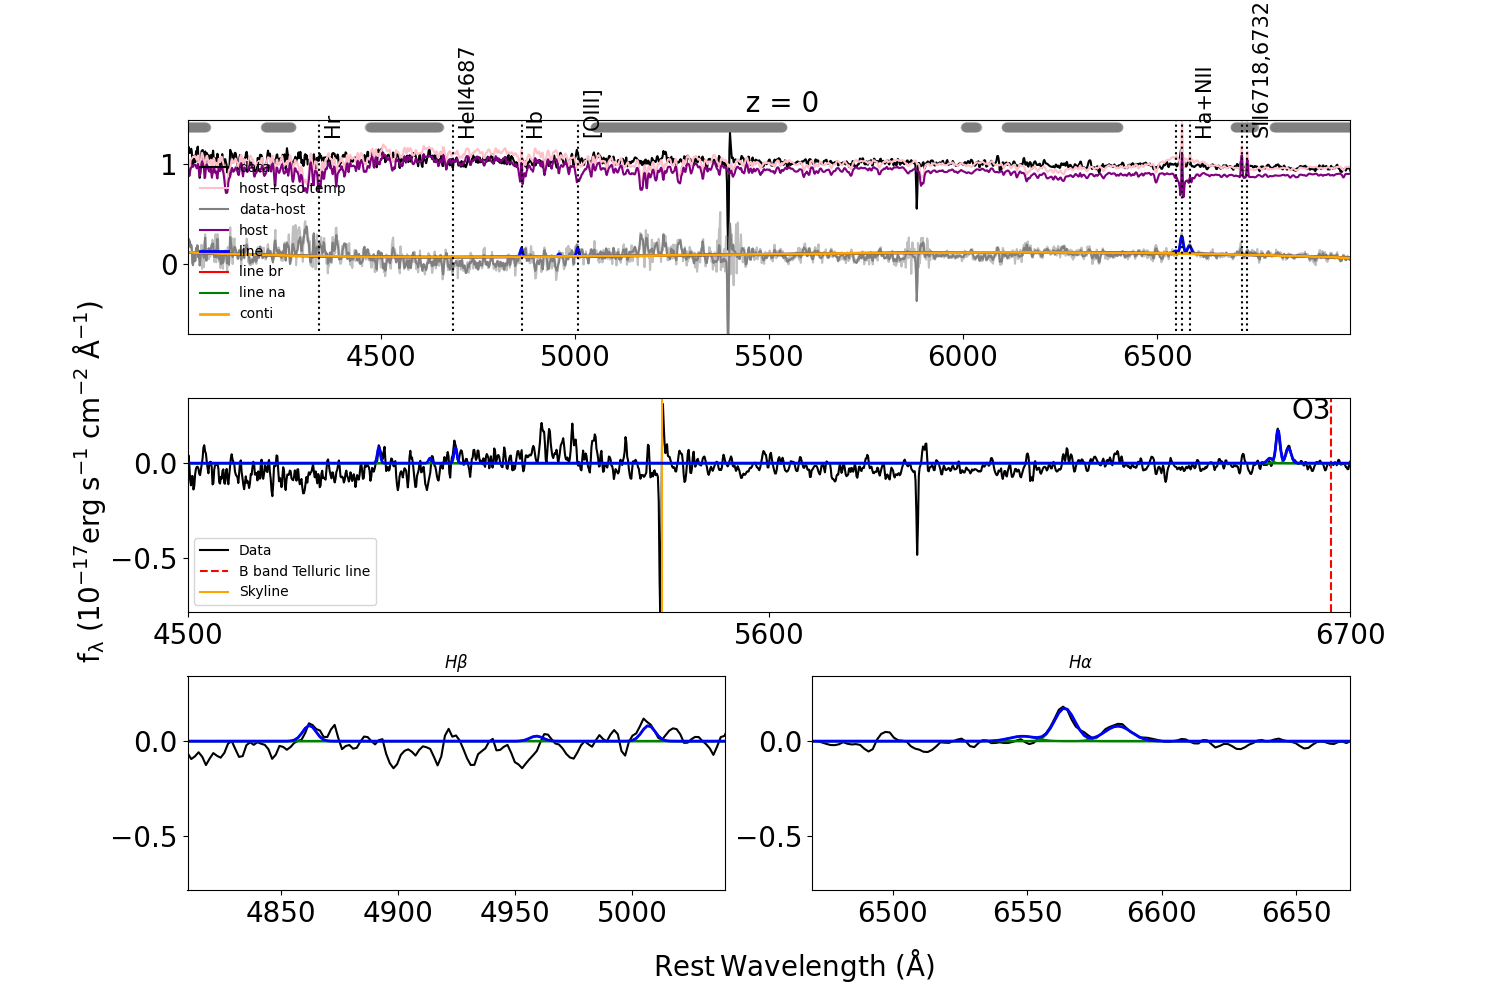 z = 0
Hr
HeII4687
Hb
[OIII]
Ha+NII
SII6718,6732
1
0
host+qso temp
data-host
host
line
line br
line na
conti
4500
5000
5500
6000
6500
O3
0.0
−0.5
Data
B band Telluric line
Skyline
4500
5600
6700
fλ (10−17erg s−1 cm−2 Å−1)
Hβ
Hα
0.0
−0.5
0.0
−0.5
4850
4900
4950
5000
6500
6550
6600
6650
Rest Wavelength (Å)